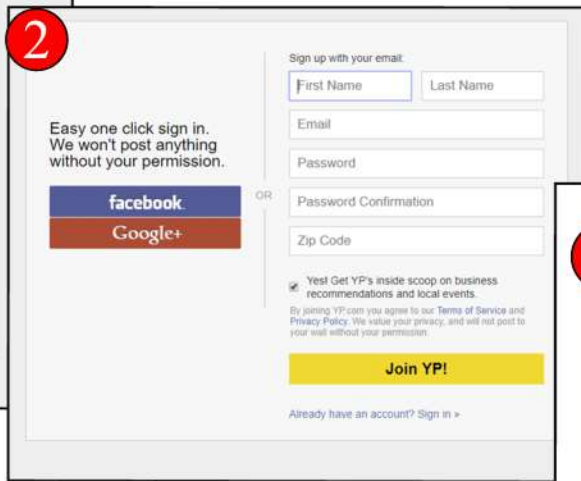 2
Easy one click sign in.
We won't post anything
without your permission.
facebook.
Google+
OR
Sign up with your email:
First Name
Last Name
Email
Password
Password Confirmation
Zip Code
Yes! Get YP's inside scoop on business
recommendations and local events.
By joining YP.com you agree to our Terms of Service and
Privacy Policy. We value your privacy, and will not post to
your wall without your permission.
Join YP!
Already have an account? Sign in »